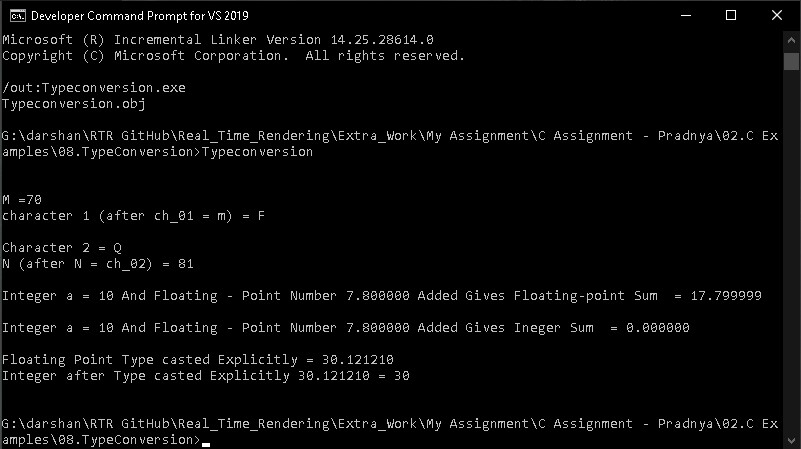 Developer Command Prompt for VS 2019
Microsoft (R) Incremental Linker Version 14.25.28614.0
Copyright (C) Microsoft Corporation.  All rights reserved.
/out:Typeconversion.exe
Typeconversion.obj
G:\darshan\RTR GitHub\Real_Time_Rendering\Extra_Work\My Assignment\C Assignment - Pradnya\02.C Ex
amples\08.TypeConversion>Typeconversion
M =70
character 1 (after ch_01 = m) = F
Character 2 = Q
N (after N = ch_02) = 81
Integer a = 10 And Floating - Point Number 7.800000 Added Gives Floating-point Sum  = 17.799999
Integer a = 10 And Floating - Point Number 7.800000 Added Gives Ineger Sum  = 0.000000
Floating Point Type casted Explicitly = 30.121210
Integer after Type casted Explicitly 30.121210 = 30
G:\darshan\RTR GitHub\Real_Time_Rendering\Extra_Work\My Assignment\C Assignment - Pradnya\02.C Ex
amples\08.TypeConversion>